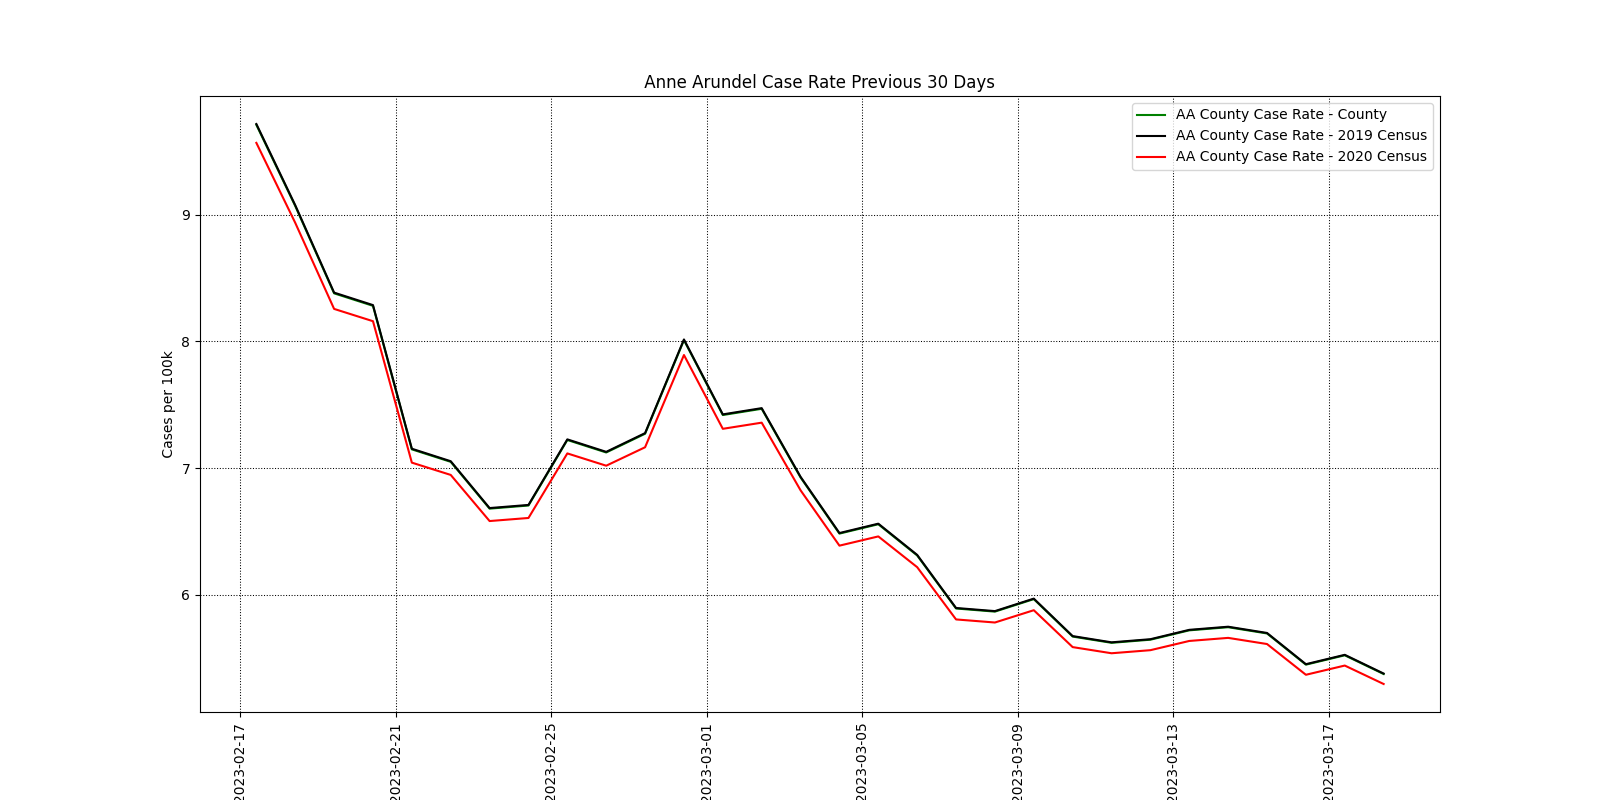 Anne Arundel Case Rate Previous 30 Days
AA County Case Rate - County
AA County Case Rate - 2019 Census
AA County Case Rate - 2020 Census
Cases per 100k
9
8
7
6
2023-02-17
2023-02-21
2023-02-25
2023-03-01
2023-03-05
2023-03-09
2023-03-13
2023-03-17